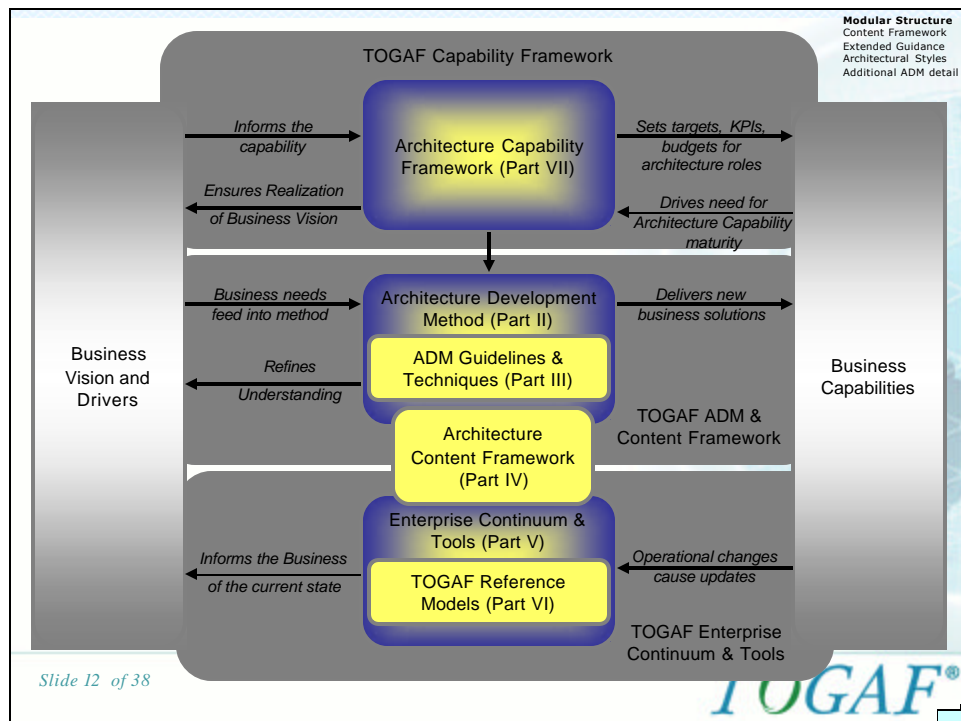 Modular Structure
Content Framework
Extended Guidance
Architectural Styles
Additional ADM detail
TOGAF Capability Framework
Informs the
capability
Ensures Realization
of Business Vision
Architecture Capability
Framework (Part VII)
Sets targets, KPIs,
budgets for
architecture roles
Drives need for
Architecture Capability
maturity
Business needs
feed into method
Refines
Understanding
Architecture Development
Method (Part II)
ADM Guidelines &
Techniques (Part III)
Delivers new
business solutions
Business
Vision and
Drivers
Business
Capabilities
TOGAF ADM &
Content Framework
Architecture
Content Framework
(Part IV)
Enterprise Continuum &
Tools (Part V)
TOGAF Reference
Models (Part VI)
Informs the Business
of the current state
Operational changes
cause updates
TOGAF Enterprise
Continuum & Tools
Slide 12 of 38
TOGAF®